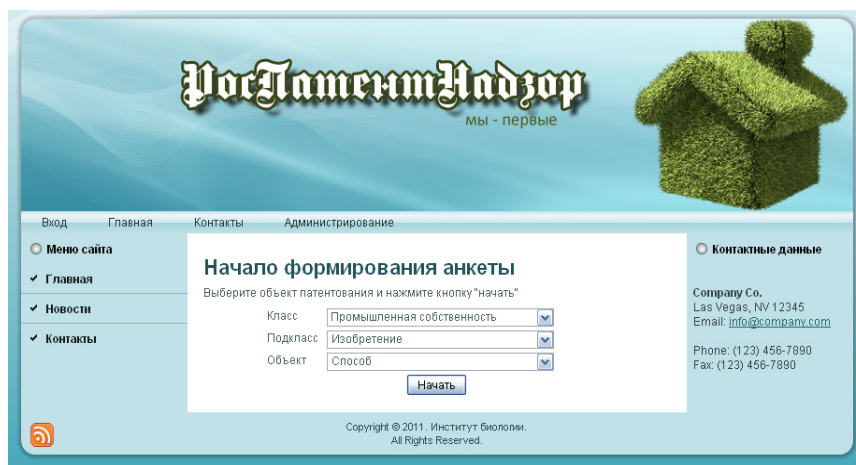 РосПатентНадзор
мы - первые
Вход Главная Контакты Администрирование
Меню сайта
Главная
Новости
Контакты
Начало формирования анкеты
Выберите объект патентования и нажмите кнопку "начать"
Класс Промышленная собственность
Подкласс Изобретение
Объект Способ
Начать
Контактные данные
Company Co.
Las Vegas, NV 12345
Email: info@company.com
Phone: (123) 456-7890
Fax: (123) 456-7890
Copyright © 2011. Институт биологии.
All Rights Reserved.